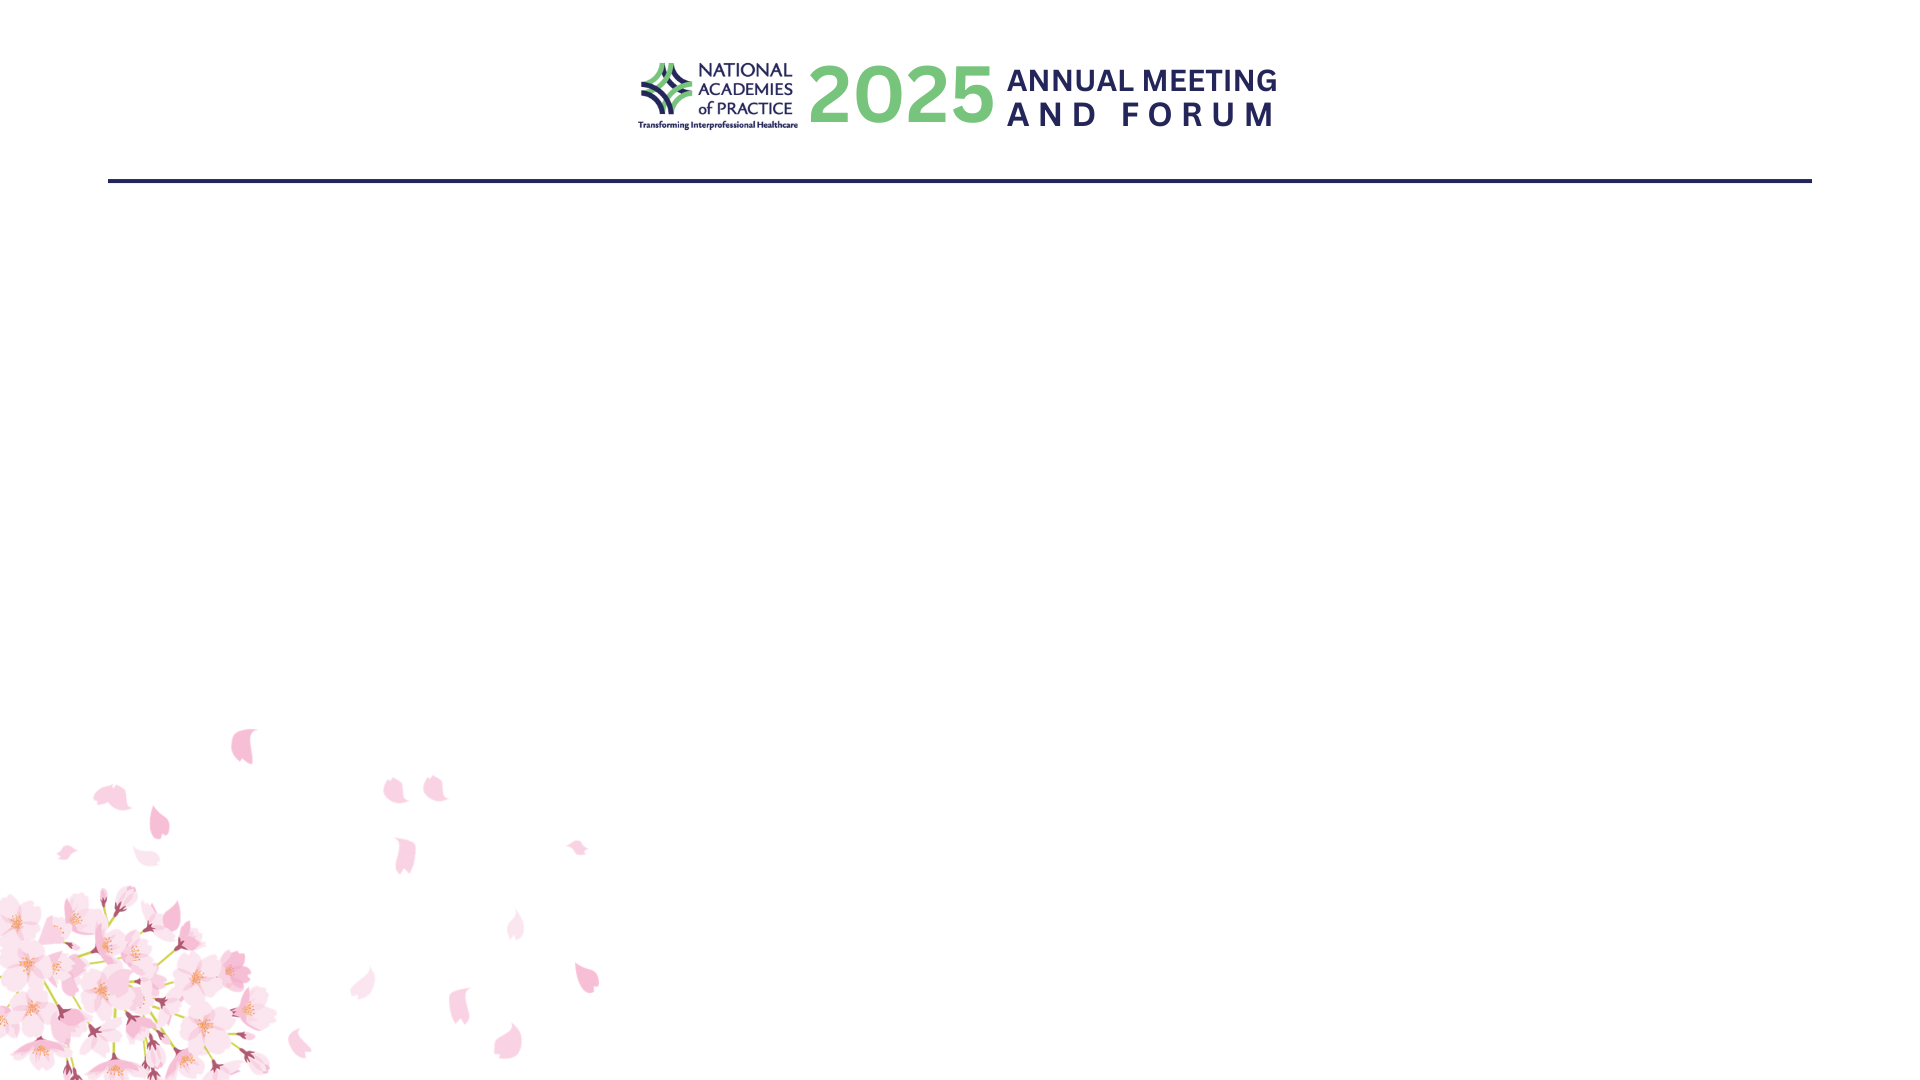 NATIONAL
ACADEMIES
of PRACTICE
Transforming Interprofessional Healthcare
2025
ANNUAL MEETING
AND FORUM